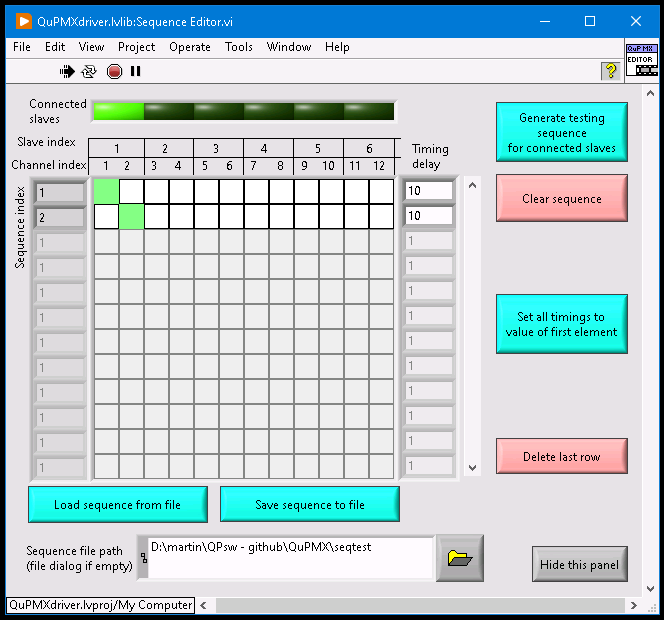 QuPMXdriver.lvlib:Sequence Editor.vi
File Edit View Project Operate Tools Window Help
QuPMX
EDITOR
?
Connected
slaves
Slave index 1 2 3 4 5 6
Channel index 1 2 3 4 5 6 7 8 9 10 11 12
Timing
delay
Sequence index
1 10
2 10
1 1
1 1
1 1
1 1
1 1
1 1
1 1
1 1
1 1
1 1
Generate testing
sequence
for connected slaves
Clear sequence
Set all timings to
value of first element
Delete last row
Load sequence from file
Save sequence to file
Sequence file path
(file dialog if empty)
D:\martin\QPsw - github\QuPMX\seqtest
Hide this panel
QuPMXdriver.lvproj/My Computer